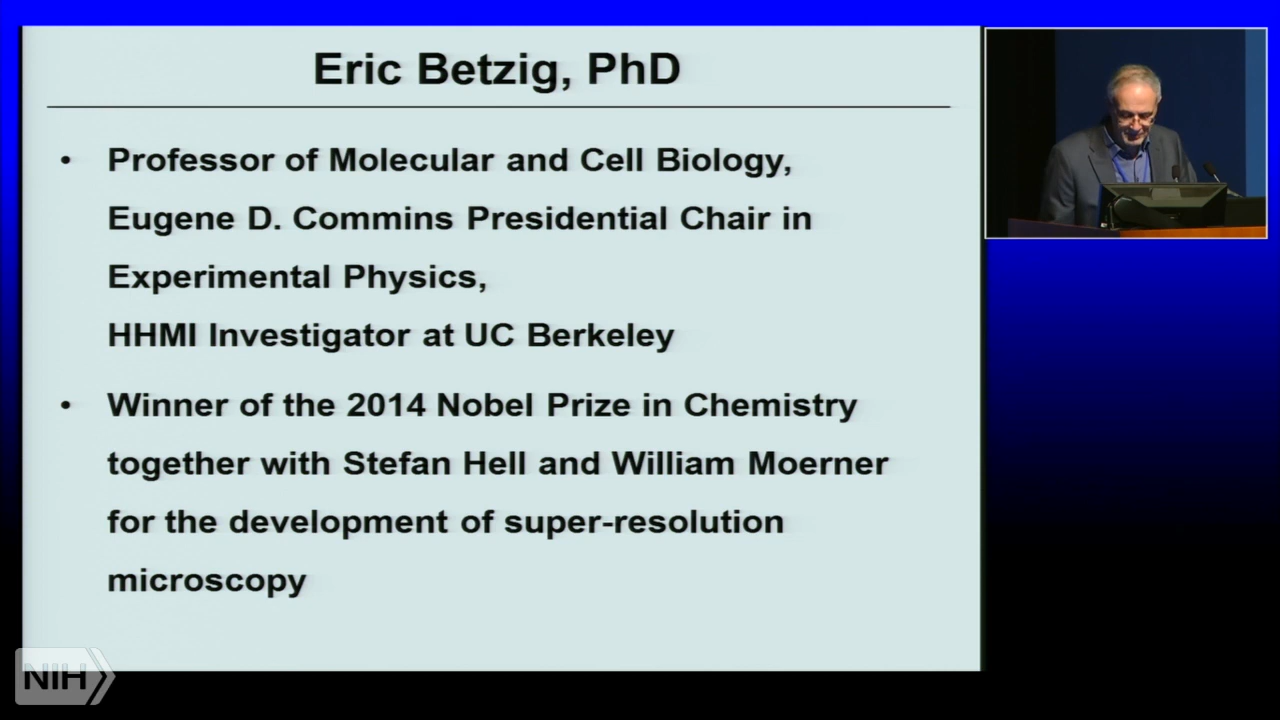 Eric Betzig, PhD
• Professor of Molecular and Cell Biology,
Eugene D. Commins Presidential Chair in
Experimental Physics,
HHMI Investigator at UC Berkeley
• Winner of the 2014 Nobel Prize in Chemistry
together with Stefan Hell and William Moerner
for the development of super-resolution
microscopy
NIH